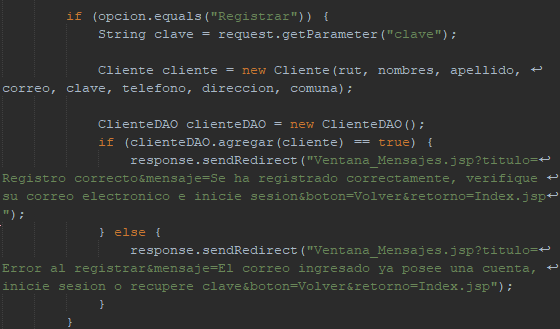 if (opcion.equals("Registrar")) {
String clave = request.getParameter("clave");
Cliente cliente = new Cliente(rut, nombres, apellido, ↩
correo, clave, telefono, direccion, comuna);
ClienteDAO clienteDAO = new ClienteDAO();
if (clienteDAO.agregar(cliente) == true) {
response.sendRedirect("Ventana_Mensajes.jsp?titulo=↩
Registro correcto&mensaje=Se ha registrado correctamente, verifique ↩
su correo electronico e inicie sesion&boton=Volver&retorno=Index.jsp↩
");
} else {
response.sendRedirect("Ventana_Mensajes.jsp?titulo=↩
Error al registrar&mensaje=El correo ingresado ya posee una cuenta, ↩
inicie sesion o recupere clave&boton=Volver&retorno=Index.jsp");
}
}